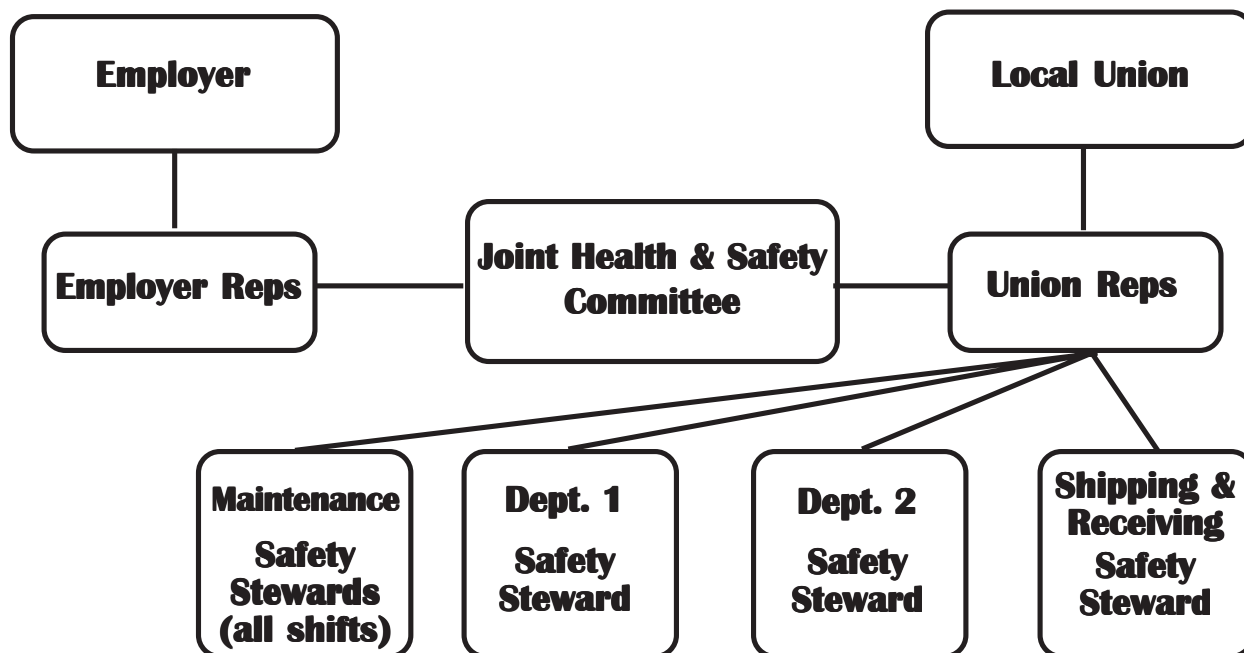 Employer
Local Union
Employer Reps
Joint Health & Safety
Committee
Union Reps
Maintenance
Safety
Stewards
(all shifts)
Dept. 1
Safety
Steward
Dept. 2
Safety
Steward
Shipping &
Receiving
Safety
Steward